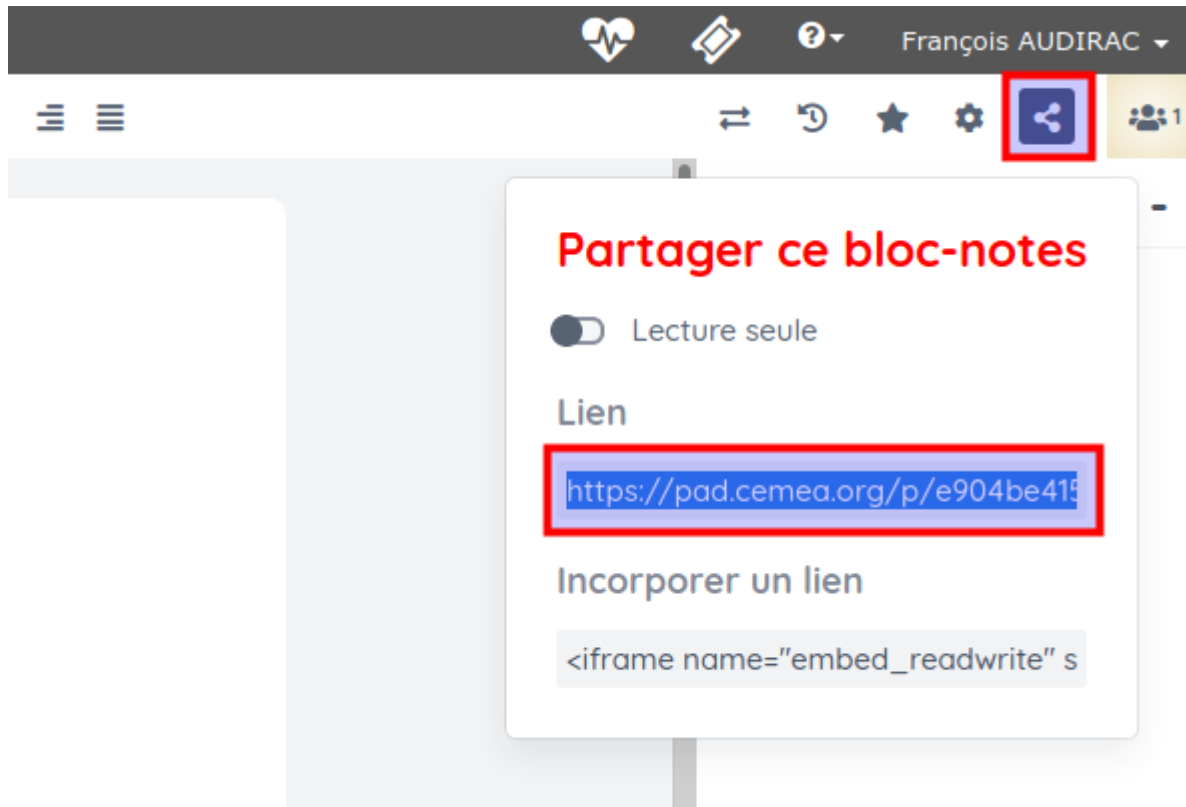 François AUDIRAC
1
Partager ce bloc-notes
Lecture seule
Lien
https://pad.cemea.org/p/e904be415
Incorporer un lien
<iframe name="embed_readwrite" s